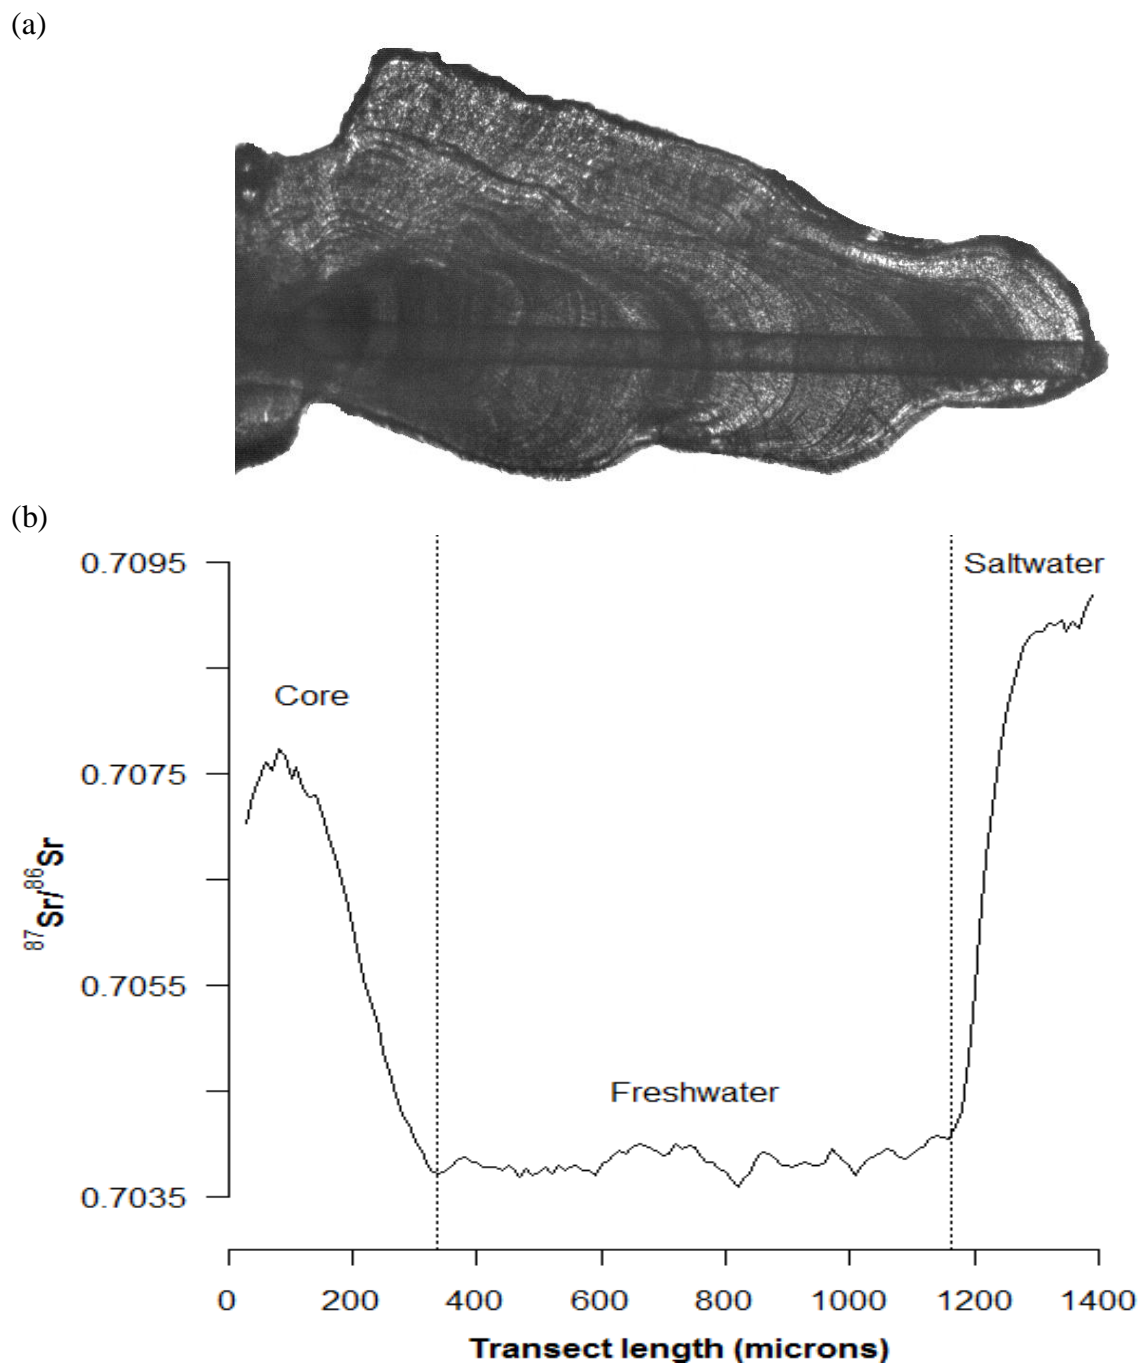 (a)
(b)
0.7095
Saltwater
Core
0.7075
⁸⁷Sr/⁸⁶Sr
0.7055
Freshwater
0.7035
0 200 400 600 800 1000 1200 1400
Transect length (microns)